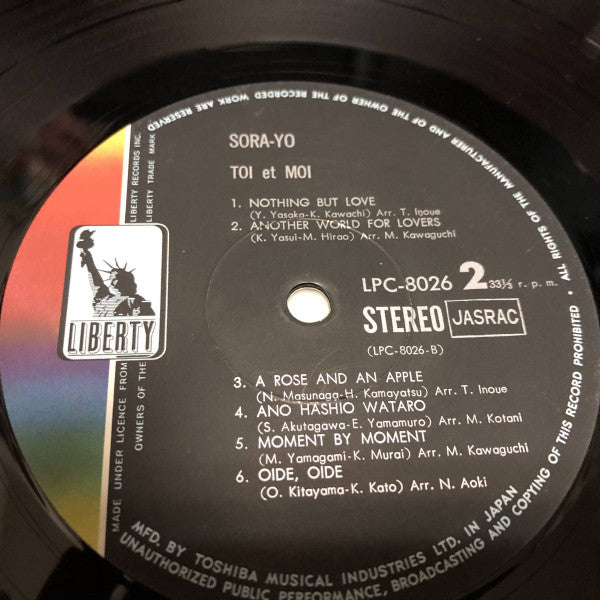 SORA-YO
TOI et MOI
1. NOTHING BUT LOVE
(Y. Yasaka-K. Kawachi) Arr. T. Inoue
2. ANOTHER WORLD FOR LOVERS
(K. Yasui-M. Hirao) Arr. M. Kawaguchi
LPC-8026 2 33⅓ r. p. m.
STEREO JASRAC
(LPC-8026-B)
3. A ROSE AND AN APPLE
(N. Masunaga-H. Kamayatsu) Arr. T. Inoue
4. ANO HASHIO WATARO
(S. Akutagawa-E. Yamamuro) Arr. M. Kotani
5. MOMENT BY MOMENT
(M. Yamagami-K. Murai) Arr. M. Kawaguchi
6. OIDE, OIDE
(O. Kitayama-K. Kato) Arr. N. Aoki
LIBERTY
MADE UNDER LICENCE FROM LIBERTY RECORDS INC.
OWNERS OF THE LIBERTY TRADE MARK
MFD. BY TOSHIBA MUSICAL INDUSTRIES LTD. IN JAPAN
ALL RIGHTS OF THE MANUFACTURER AND OF THE OWNER OF THE RECORDED WORK ARE RESERVED
UNAUTHORIZED PUBLIC PERFORMANCE, BROADCASTING AND COPYING OF THIS RECORD PROHIBITED